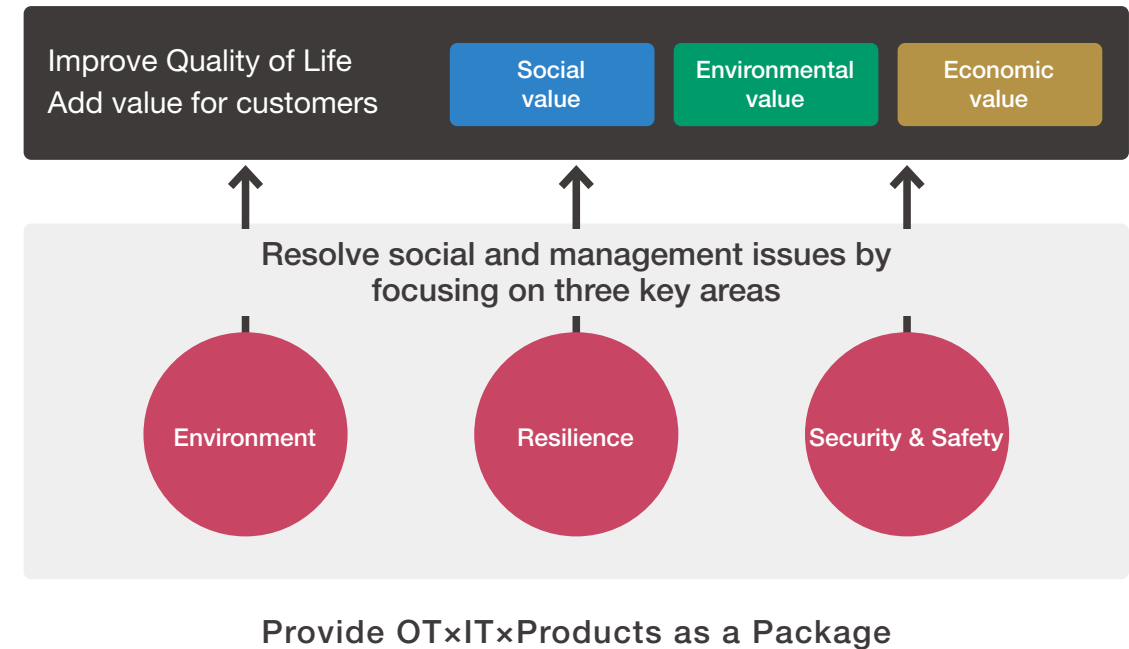 Improve Quality of Life
Add value for customers
Social
value
Environmental
value
Economic
value
Resolve social and management issues by
focusing on three key areas
Environment
Resilience
Security & Safety
Provide OT×IT×Products as a Package